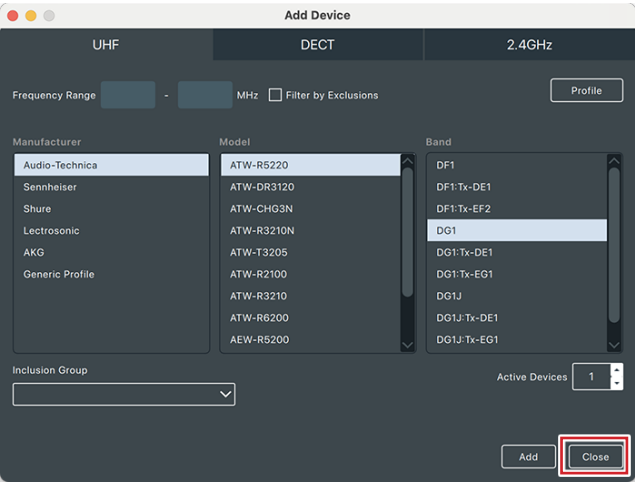 Add Device
UHF DECT 2.4GHz
Frequency Range - MHz Filter by Exclusions Profile
Manufacturer Model Band
Audio-Technica ATW-R5220 DF1
Sennheiser ATW-DR3120 DF1:Tx-DE1
Shure ATW-CHG3N DF1:Tx-EF2
Lectrosonic ATW-R3210N DG1
AKG ATW-T3205 DG1:Tx-DE1
Generic Profile ATW-R2100 DG1:Tx-EG1
ATW-R3210 DG1J
ATW-R6200 DG1J:Tx-DE1
AEW-R5200 DG1J:Tx-EG1
Inclusion Group
Active Devices 1
Add Close